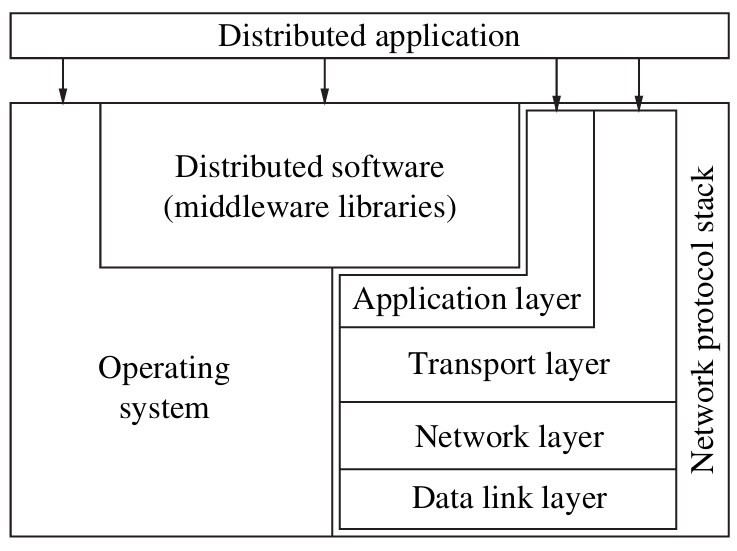 Distributed application
Distributed software
(middleware libraries)
Network protocol stack
Application layer
Operating
system
Transport layer
Network layer
Data link layer